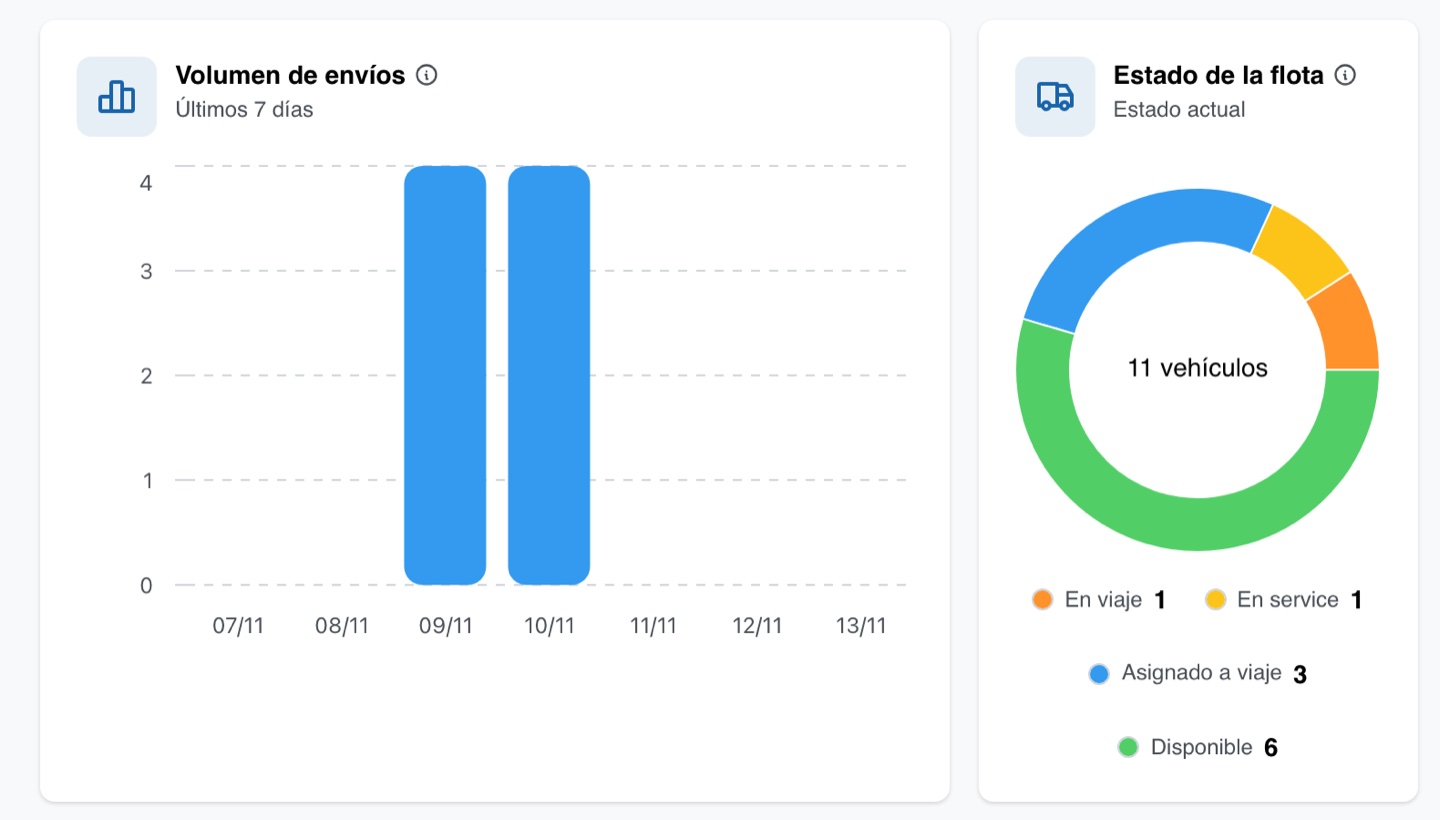 Volumen de envíos
Últimos 7 días
4
3
2
1
0
07/11 08/11 09/11 10/11 11/11 12/11 13/11
Estado de la flota
Estado actual
11 vehículos
En viaje 1 En service 1
Asignado a viaje 3
Disponible 6